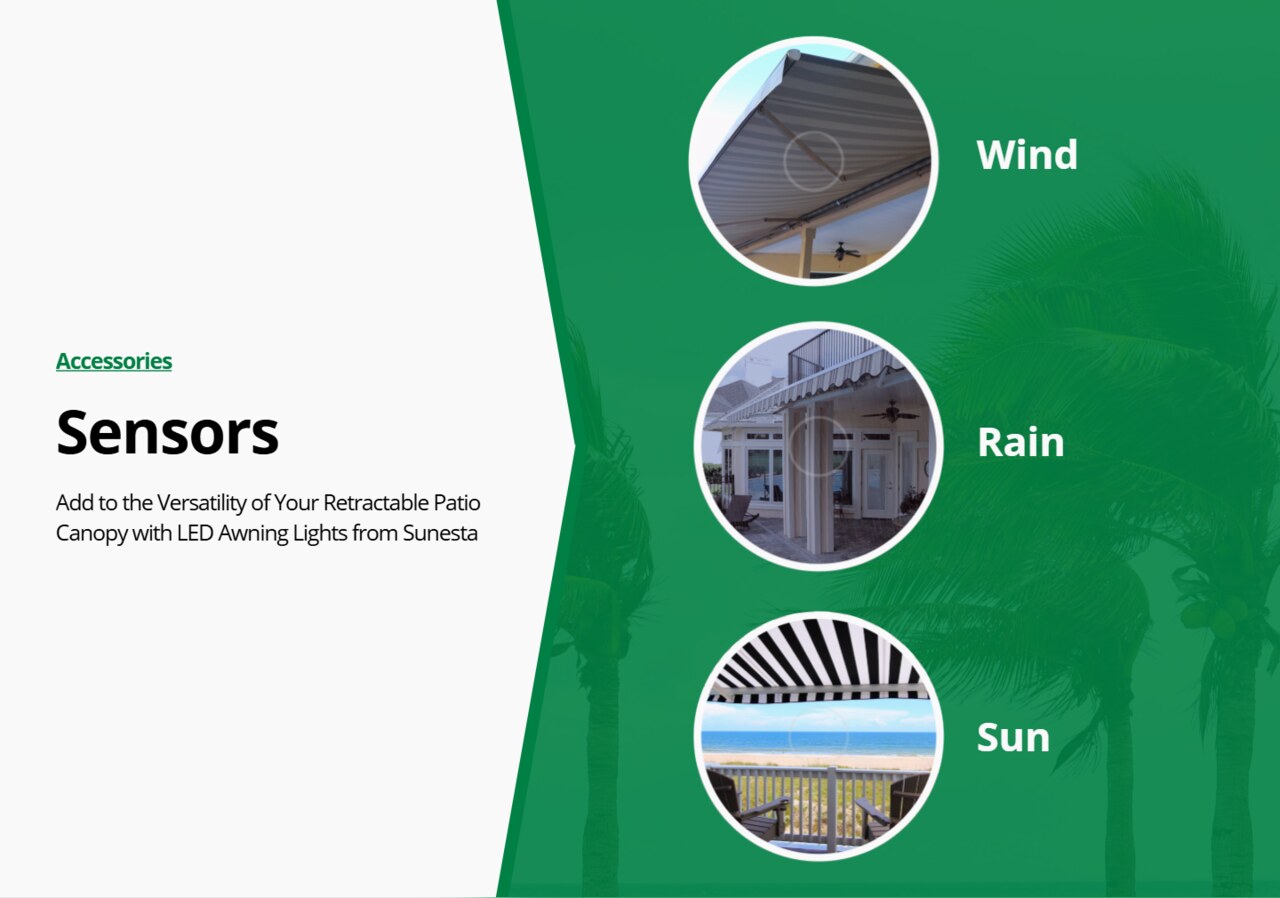 Accessories
Sensors
Add to the Versatility of Your Retractable Patio
Canopy with LED Awning Lights from Sunesta
Wind
Rain
Sun